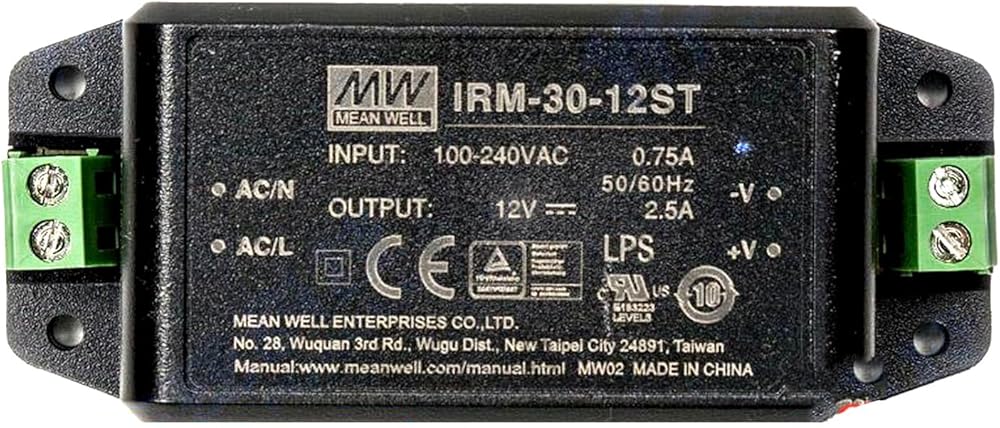 MW
MEAN WELL
IRM-30-12ST
INPUT: 100-240VAC 0.75A
50/60Hz
OUTPUT: 12V 2.5A
AC/N
AC/L
-V
+V
CE
LPS
c UL US
E183223
LEVEL3
10
MEAN WELL ENTERPRISES CO.,LTD.
No. 28, Wuquan 3rd Rd., Wugu Dist., New Taipei City 24891, Taiwan
Manual:www.meanwell.com/manual.html MW02 MADE IN CHINA